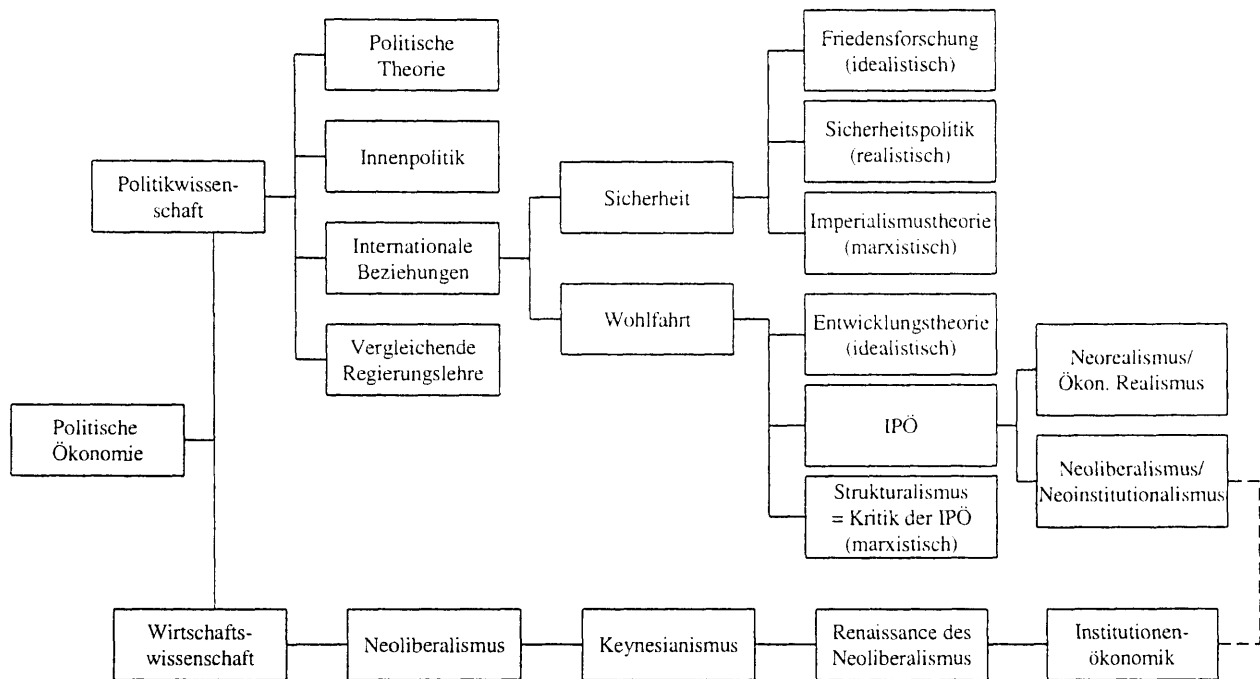 Politische
Theorie
Innenpolitik
Politikwissen-
schaft
Internationale
Beziehungen
Vergleichende
Regierungslehre
Politische
Ökonomie
Sicherheit
Wohlfahrt
Friedensforschung
(idealistisch)
Sicherheitspolitik
(realistisch)
Imperialismustheorie
(marxistisch)
Entwicklungstheorie
(idealistisch)
IPÖ
Strukturalismus
= Kritik der IPÖ
(marxistisch)
Neorealismus/
Ökon. Realismus
Neoliberalismus/
Neoinstitutionalismus
Wirtschafts-
wissenschaft
Neoliberalismus
Keynesianismus
Renaissance des
Neoliberalismus
Institutionen-
ökonomik